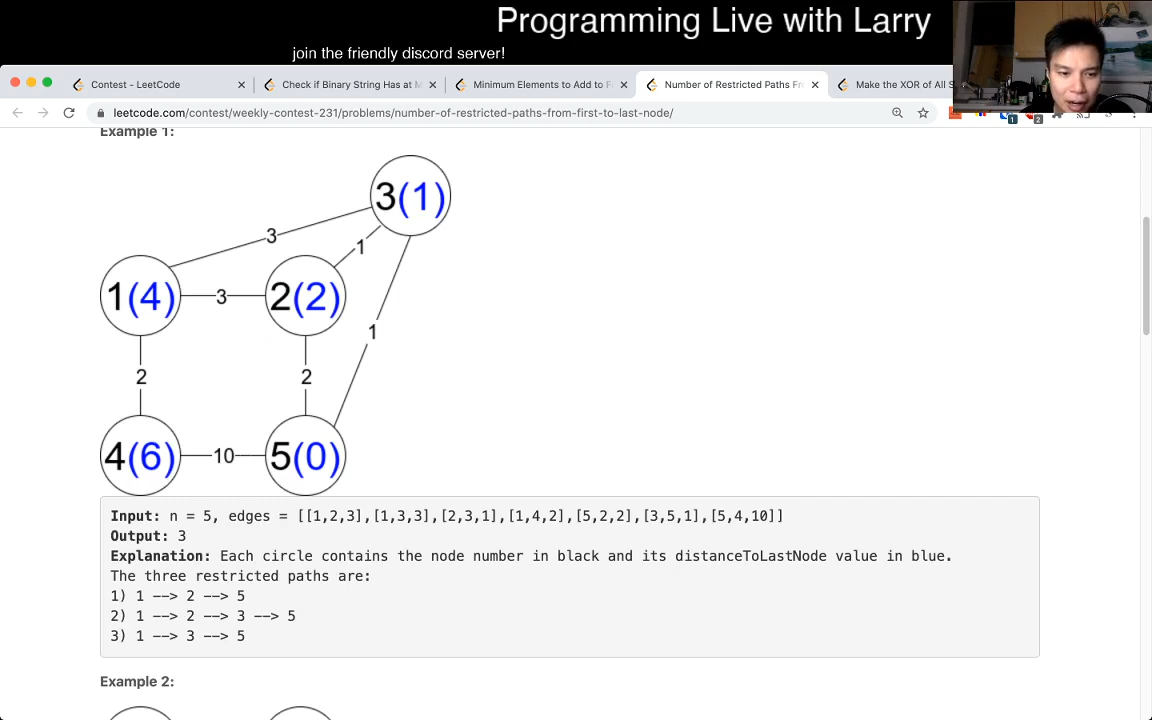 Programming Live with Larry
join the friendly discord server!
Contest - LeetCode
Check if Binary String Has at M
Minimum Elements to Add to F
Number of Restricted Paths Fr
Make the XOR of All S
leetcode.com/contest/weekly-contest-231/problems/number-of-restricted-paths-from-first-to-last-node/
1
2
Example 1:
3(1)
3
1
1(4)
3
2(2)
1
2
2
4(6)
10
5(0)
Input: n = 5, edges = [[1,2,3],[1,3,3],[2,3,1],[1,4,2],[5,2,2],[3,5,1],[5,4,10]]
Output: 3
Explanation: Each circle contains the node number in black and its distanceToLastNode value in blue.
The three restricted paths are:
1) 1 --> 2 --> 5
2) 1 --> 2 --> 3 --> 5
3) 1 --> 3 --> 5
Example 2: